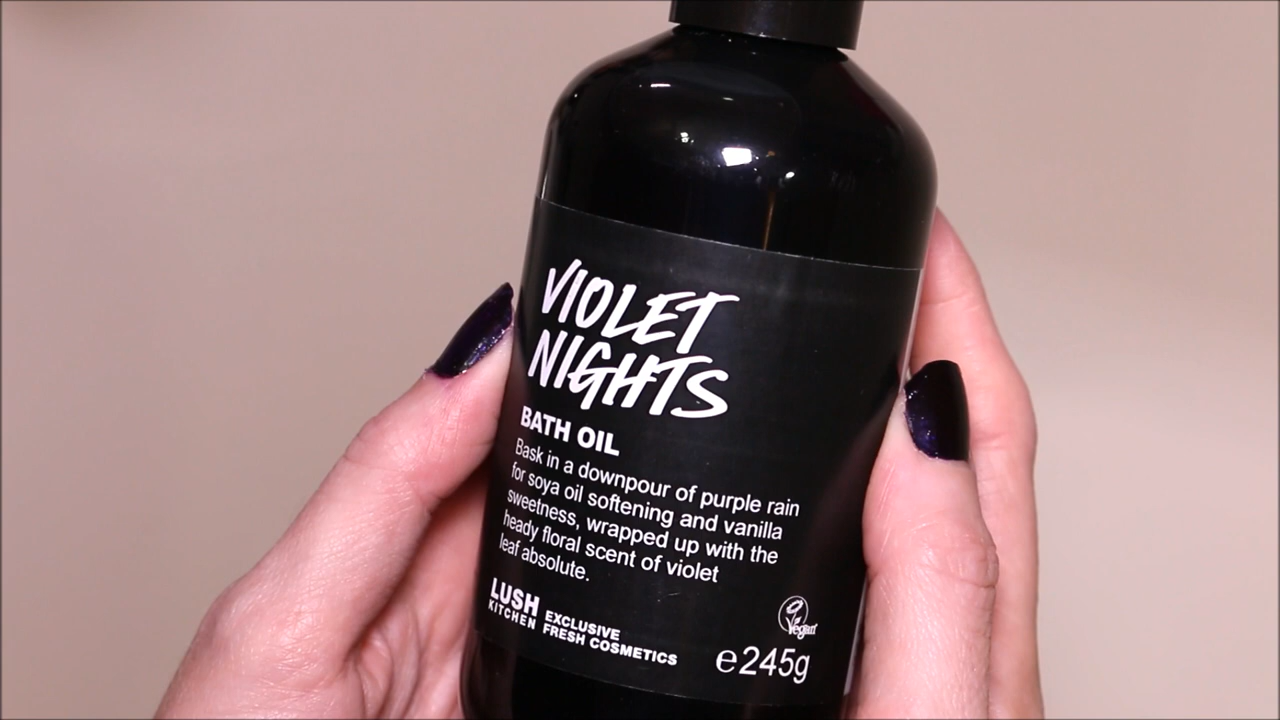 VIOLET
NIGHTS
BATH OIL
Bask in a downpour of purple rain
for soya oil softening and vanilla
sweetness, wrapped up with the
heady floral scent of violet
leaf absolute.
LUSH EXCLUSIVE
KITCHEN FRESH COSMETICS
Vegan
e245g